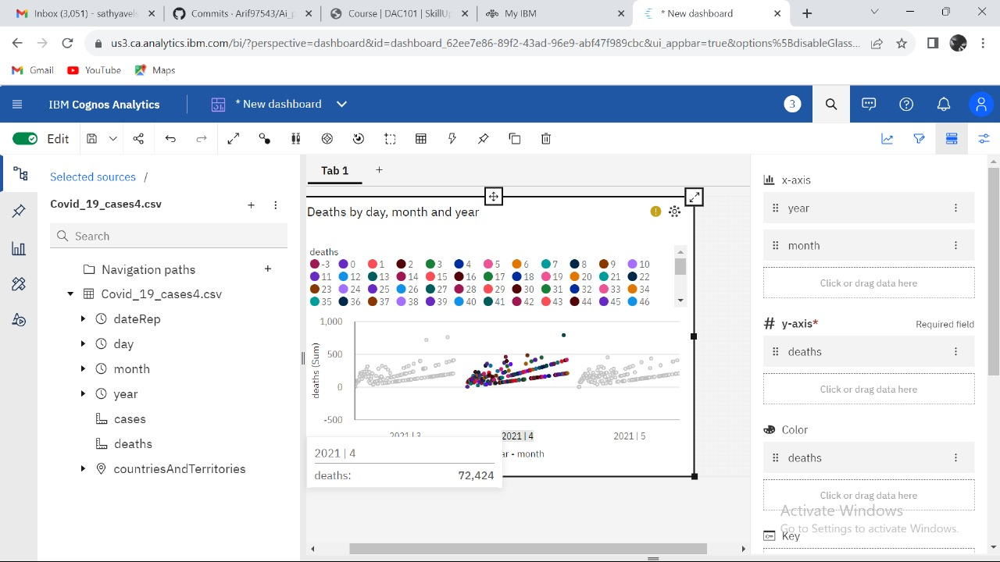 Inbox (3,051) - sathyavels
Commits - Arif97543/Ai_p
Course | DAC101 | Skillup
My IBM
* New dashboard
us3.ca.analytics.ibm.com/bi/?perspective=dashboard&id=dashboard_62ee7e86-89f2-43ad-96e9-abf47f989cbc&ui_appbar=true&options%5BdisableGlass...
Gmail
YouTube
Maps
IBM Cognos Analytics
* New dashboard
3
Edit
Selected sources /
Covid_19_cases4.csv
Search
Navigation paths
Covid_19_cases4.csv
dateRep
day
month
year
cases
deaths
countriesAndTerritories
Tab 1
Deaths by day, month and year
deaths
-3 0 1 2 3 4 5 6 7 8 9 10
11 12 13 14 15 16 17 18 19 20 21 22
23 24 25 26 27 28 29 30 31 32 33 34
35 36 37 38 39 40 41 42 43 44 45 46
deaths (Sum)
1,000
500
0
-500
2021 | 3
2021 | 4
2021 | 5
ar - month
2021 | 4
deaths: 72,424
x-axis
year
month
Click or drag data here
# y-axis*
Required field
deaths
Click or drag data here
Color
deaths
Click or drag data here
Activate Windows
Go to Settings to activate Windows.
Key